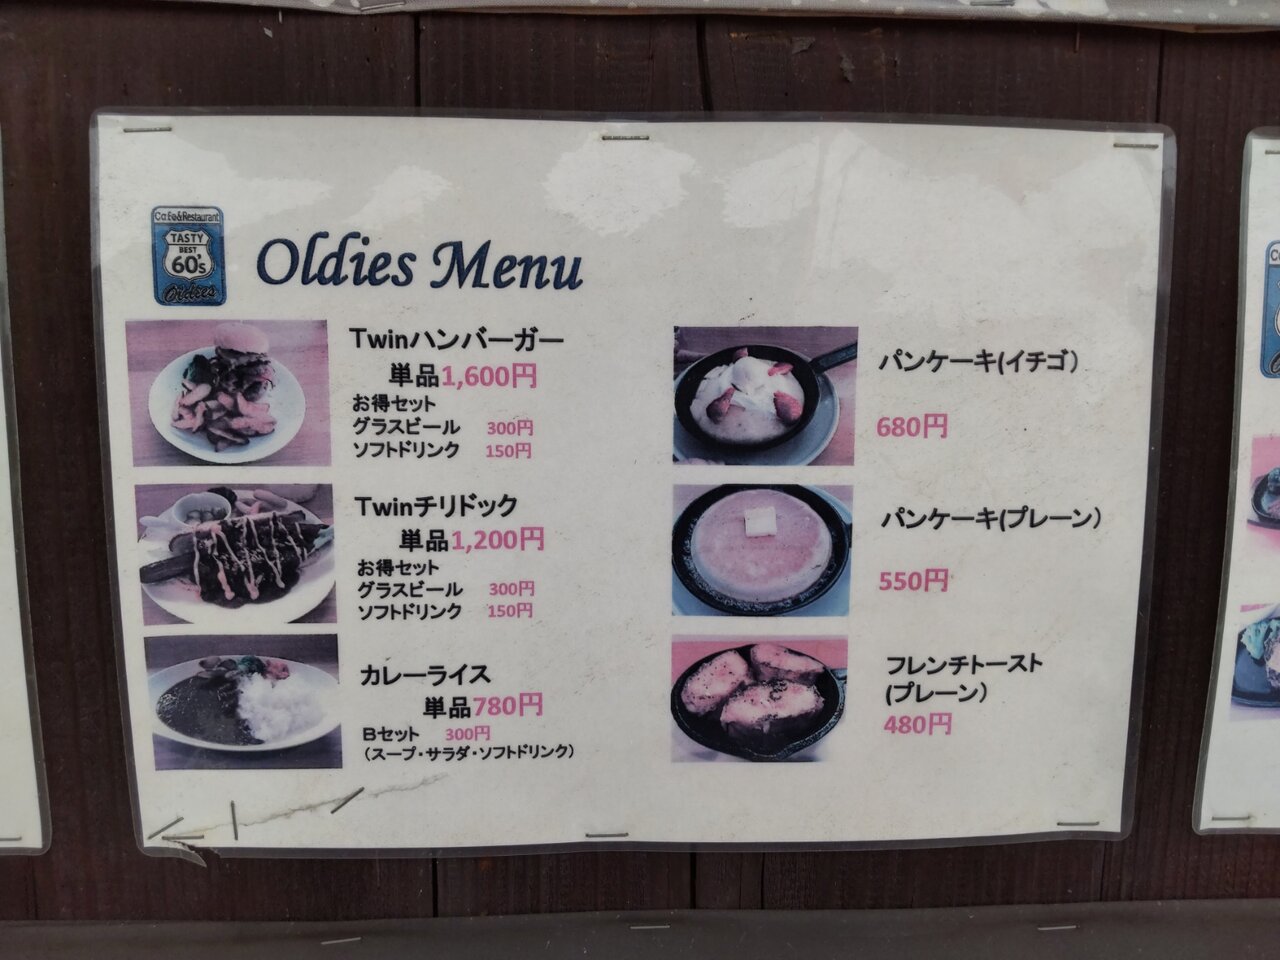 Cafe&Restaurant
TASTY
BEST
60's
Oldies
Oldies Menu
Twinハンバーガー
単品1,600円
お得セット
グラスビール 300円
ソフトドリンク 150円
Twinチリドック
単品1,200円
お得セット
グラスビール 300円
ソフトドリンク 150円
カレーライス
単品780円
Bセット 300円
(スープ・サラダ・ソフトドリンク)
パンケーキ(イチゴ)
680円
パンケーキ(プレーン)
550円
フレンチトースト
(プレーン)
480円